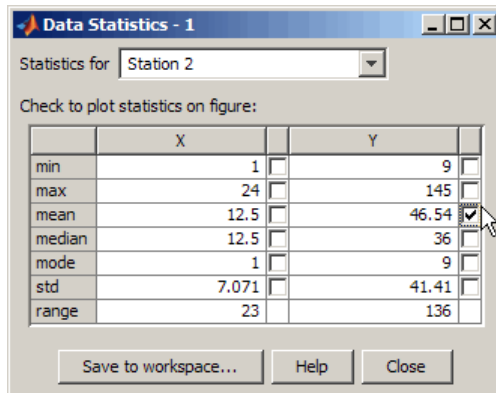 Data Statistics - 1
Statistics for Station 2
Check to plot statistics on figure:
X Y
min 1 9
max 24 145
mean 12.5 46.54
median 12.5 36
mode 1 9
std 7.071 41.41
range 23 136
Save to workspace... Help Close